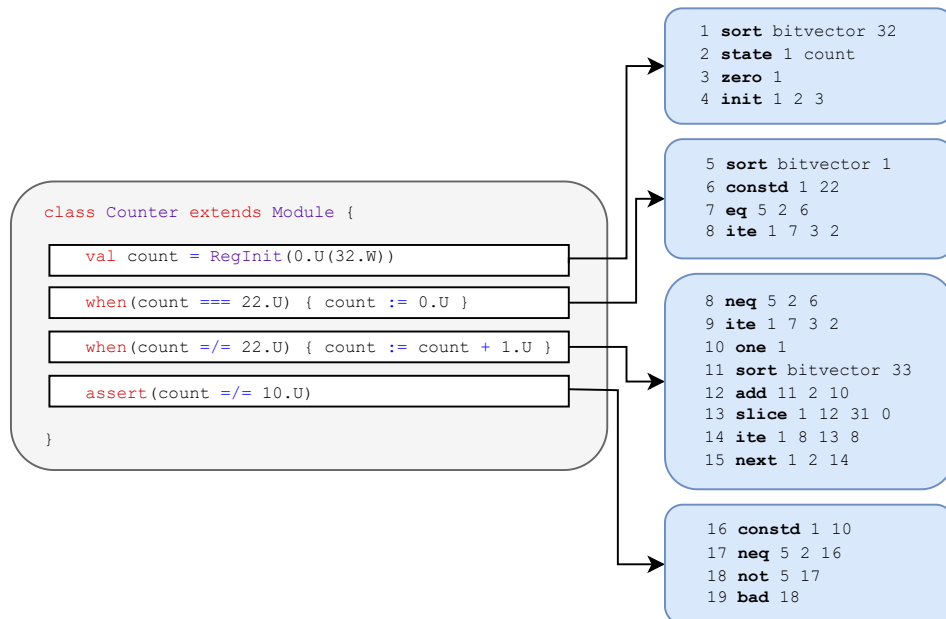 class Counter extends Module {
val count = RegInit(0.U(32.W))
when(count === 22.U) { count := 0.U }
when(count =/= 22.U) { count := count + 1.U }
assert(count =/= 10.U)
}
1 sort bitvector 32
2 state 1 count
3 zero 1
4 init 1 2 3
5 sort bitvector 1
6 constd 1 22
7 eq 5 2 6
8 ite 1 7 3 2
8 neq 5 2 6
9 ite 1 7 3 2
10 one 1
11 sort bitvector 33
12 add 11 2 10
13 slice 1 12 31 0
14 ite 1 8 13 8
15 next 1 2 14
16 constd 1 10
17 neq 5 2 16
18 not 5 17
19 bad 18